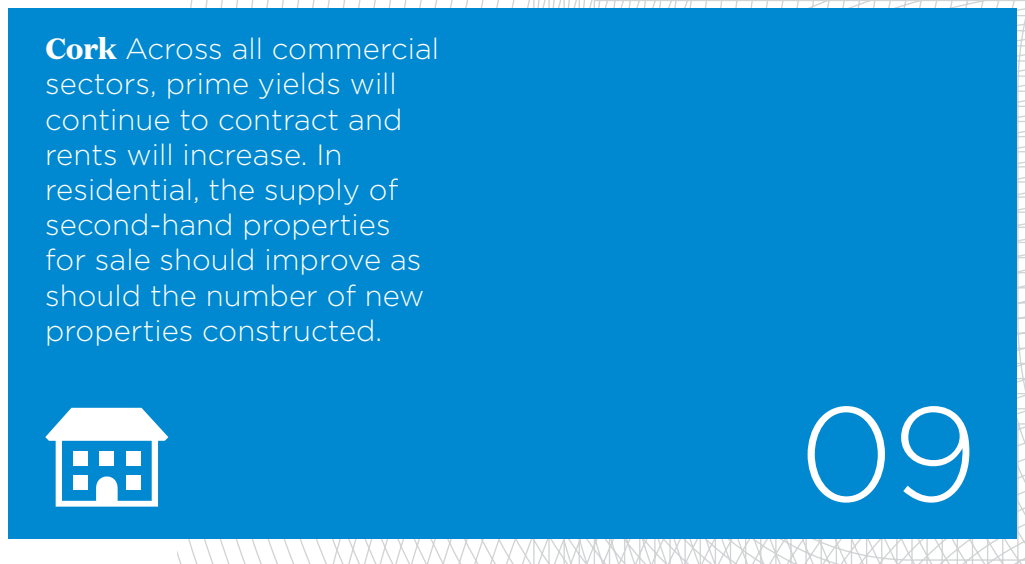 Cork Across all commercial
sectors, prime yields will
continue to contract and
rents will increase. In
residential, the supply of
second-hand properties
for sale should improve as
should the number of new
properties constructed.
09